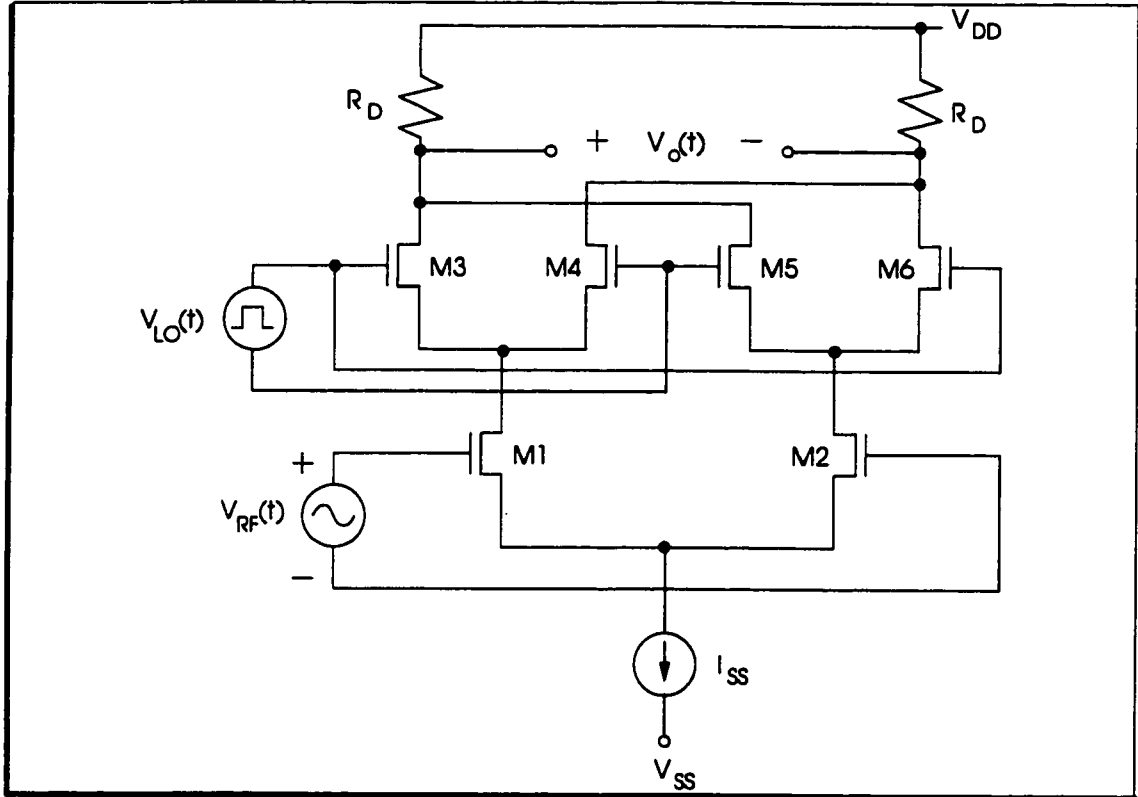 V_DD
R_D
R_D
+ V_o(t) −
M3
M4
M5
M6
V_LO(t)
M1
M2
+
V_RF(t)
−
I_SS
V_SS